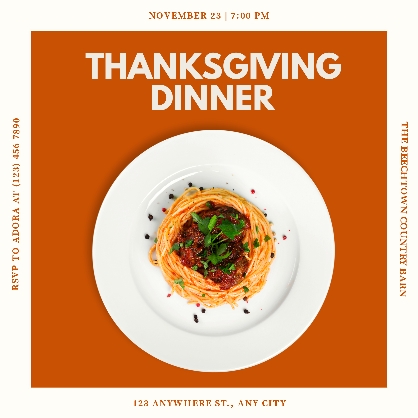 NOVEMBER 23 | 7:00 PM
THANKSGIVING
DINNER
RSVP TO ADORA AT (123) 456 7890
THE BEECHTOWN COUNTRY BARN
123 ANYWHERE ST., ANY CITY